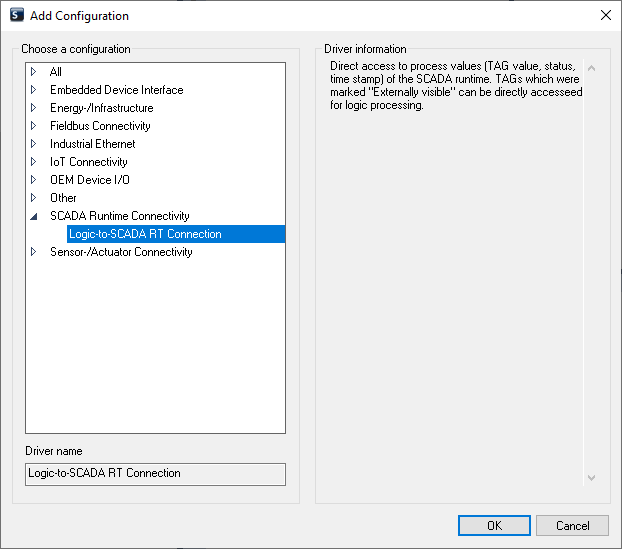 S Add Configuration
Choose a configuration
All
Embedded Device Interface
Energy-/Infrastructure
Fieldbus Connectivity
Industrial Ethernet
IoT Connectivity
OEM Device I/O
Other
SCADA Runtime Connectivity
Logic-to-SCADA RT Connection
Sensor-/Actuator Connectivity
Driver name
Logic-to-SCADA RT Connection
Driver information
Direct access to process values (TAG value, status,
time stamp) of the SCADA runtime. TAGs which were
marked "Externally visible" can be directly accesseed
for logic processing.
OK
Cancel